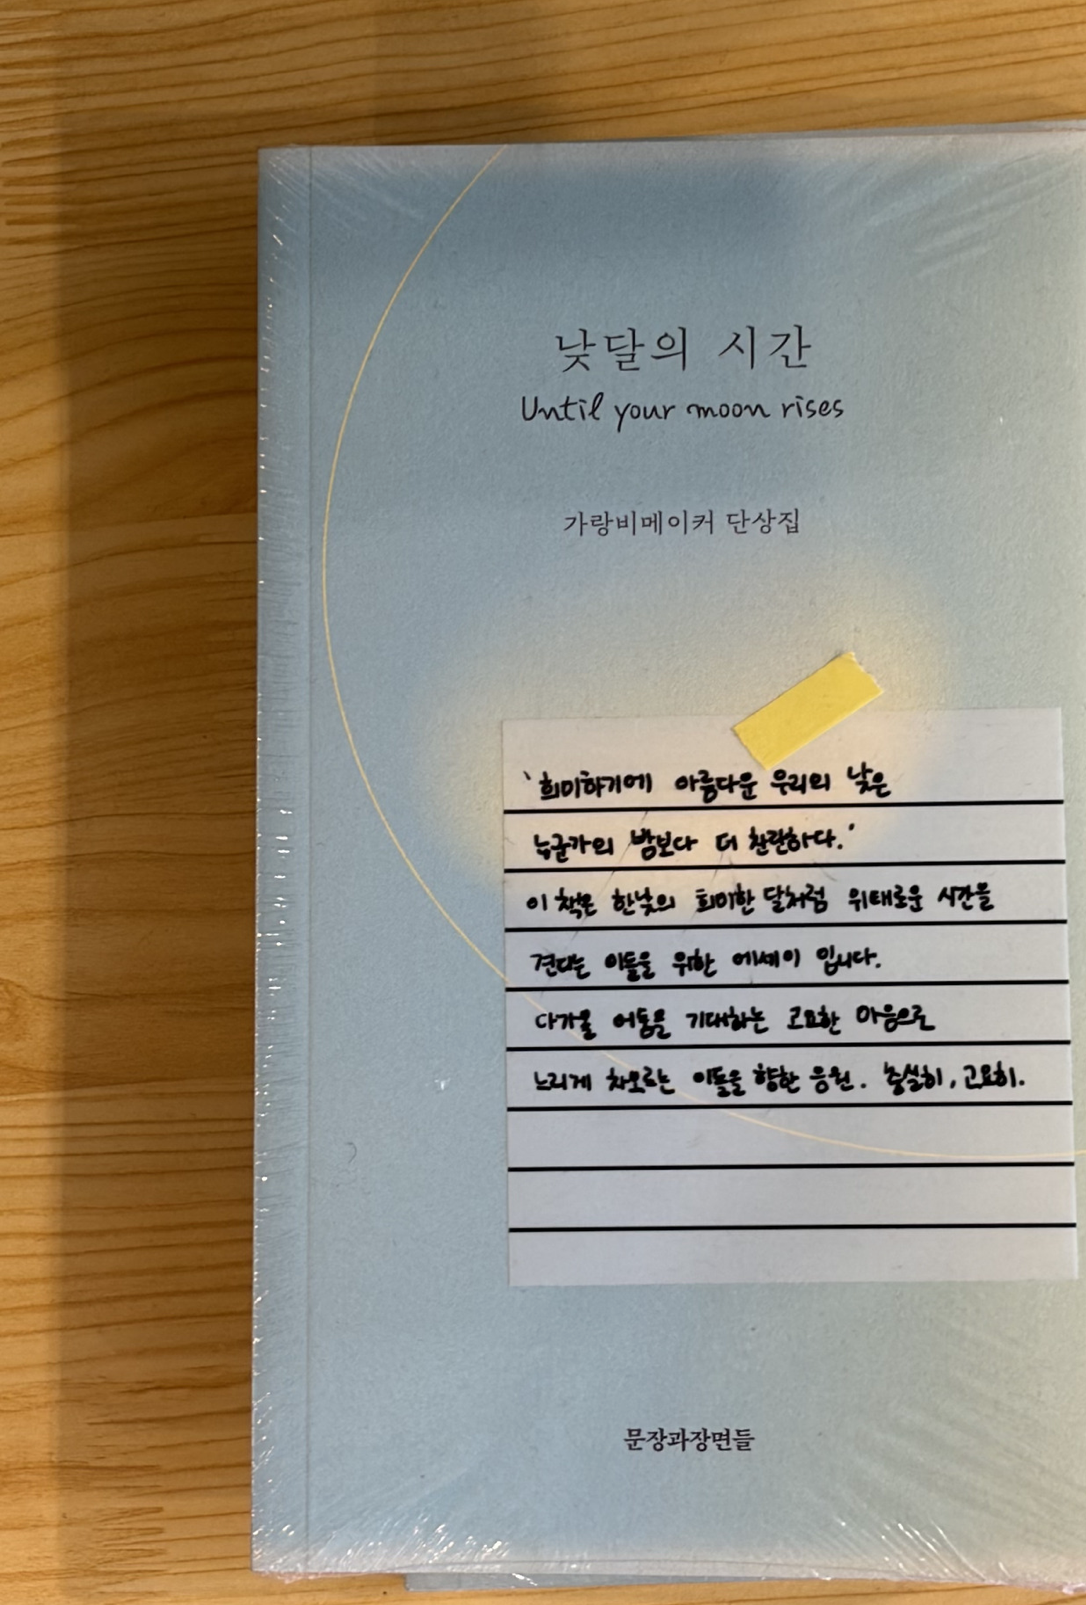 낮달의 시간
Until your moon rises
가랑비메이커 단상집
'희미하기에 아름다운 우리의 낮은
누군가의 밤보다 더 찬란하다.'
이 책은 한낮의 희미한 달처럼 위태로운 시간을
견디는 이들을 위한 에세이 입니다.
다가올 어둠을 기대하는 고요한 마음으로
느리게 차오르는 이들을 향한 응원. 충실히, 고요히.
문장과장면들